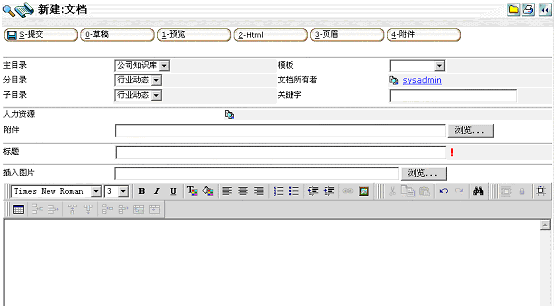 新建:文档
S-提交 0-草稿 1-预览 2-Html 3-页眉 4-附件
主目录 公司知识库 模板
分目录 行业动态 文档所有者 sysadmin
子目录 行业动态 关键字
人力资源
附件 浏览...
标题 !
插入图片 浏览...
Times New Roman 3 B I U